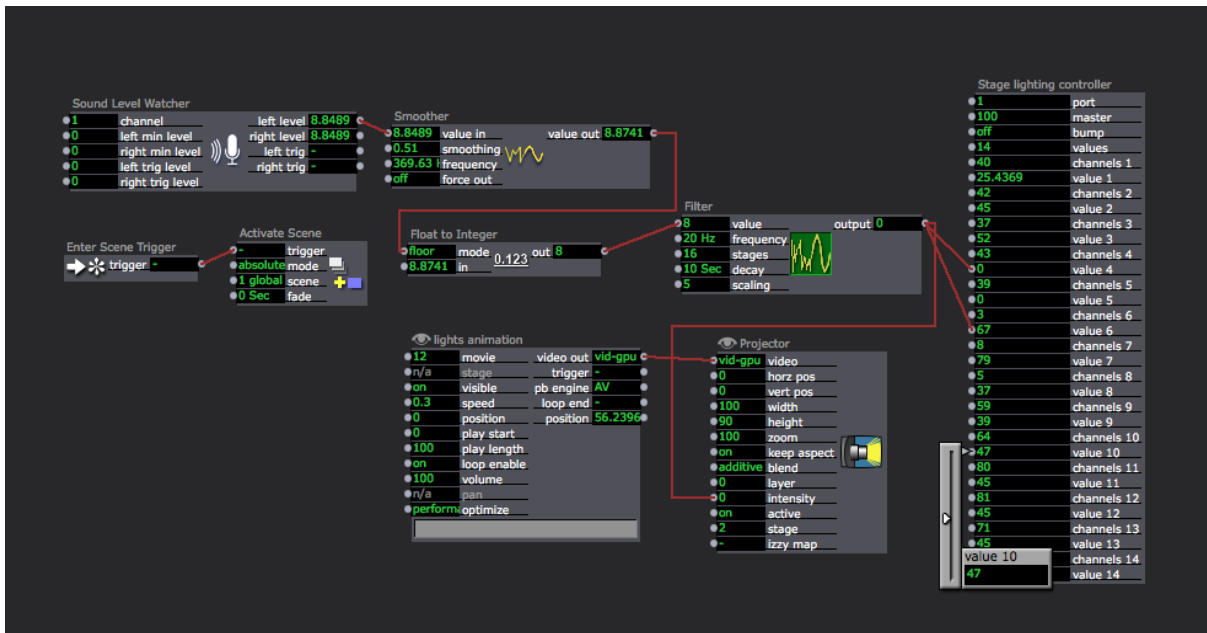 Sound Level Watcher
1 channel left level 8.8489
0 left min level right level 8.8489
0 right min level left trig -
0 left trig level right trig -
0 right trig level
Smoother
8.8489 value in value out 8.8741
0.51 smoothing
369.63 H frequency
off force out
Enter Scene Trigger
trigger -
Activate Scene
- trigger
absolute mode
1 global scene
0 Sec fade
Float to Integer
floor mode 0.123 out 8
8.8741 in
Filter
8 value output 0
20 Hz frequency
16 stages
10 Sec decay
5 scaling
lights animation
12 movie video out vid-gpu
n/a stage trigger -
on visible pb engine AV
0.3 speed loop end -
0 position position 56.2396
0 play start
100 play length
on loop enable
100 volume
n/a pan
performa optimize
Projector
vid-gpu video
0 horz pos
0 vert pos
100 width
90 height
100 zoom
on keep aspect
additive blend
0 layer
0 intensity
on active
2 stage
- izzy map
Stage lighting controller
1 port
100 master
off bump
14 values
40 channels 1
25.4369 value 1
42 channels 2
45 value 2
37 channels 3
52 value 3
43 channels 4
0 value 4
39 channels 5
0 value 5
3 channels 6
67 value 6
8 channels 7
79 value 7
5 channels 8
37 value 8
59 channels 9
39 value 9
64 channels 10
47 value 10
80 channels 11
45 value 11
81 channels 12
45 value 12
71 channels 13
45 value 13
channels 14
value 14
value 10
47